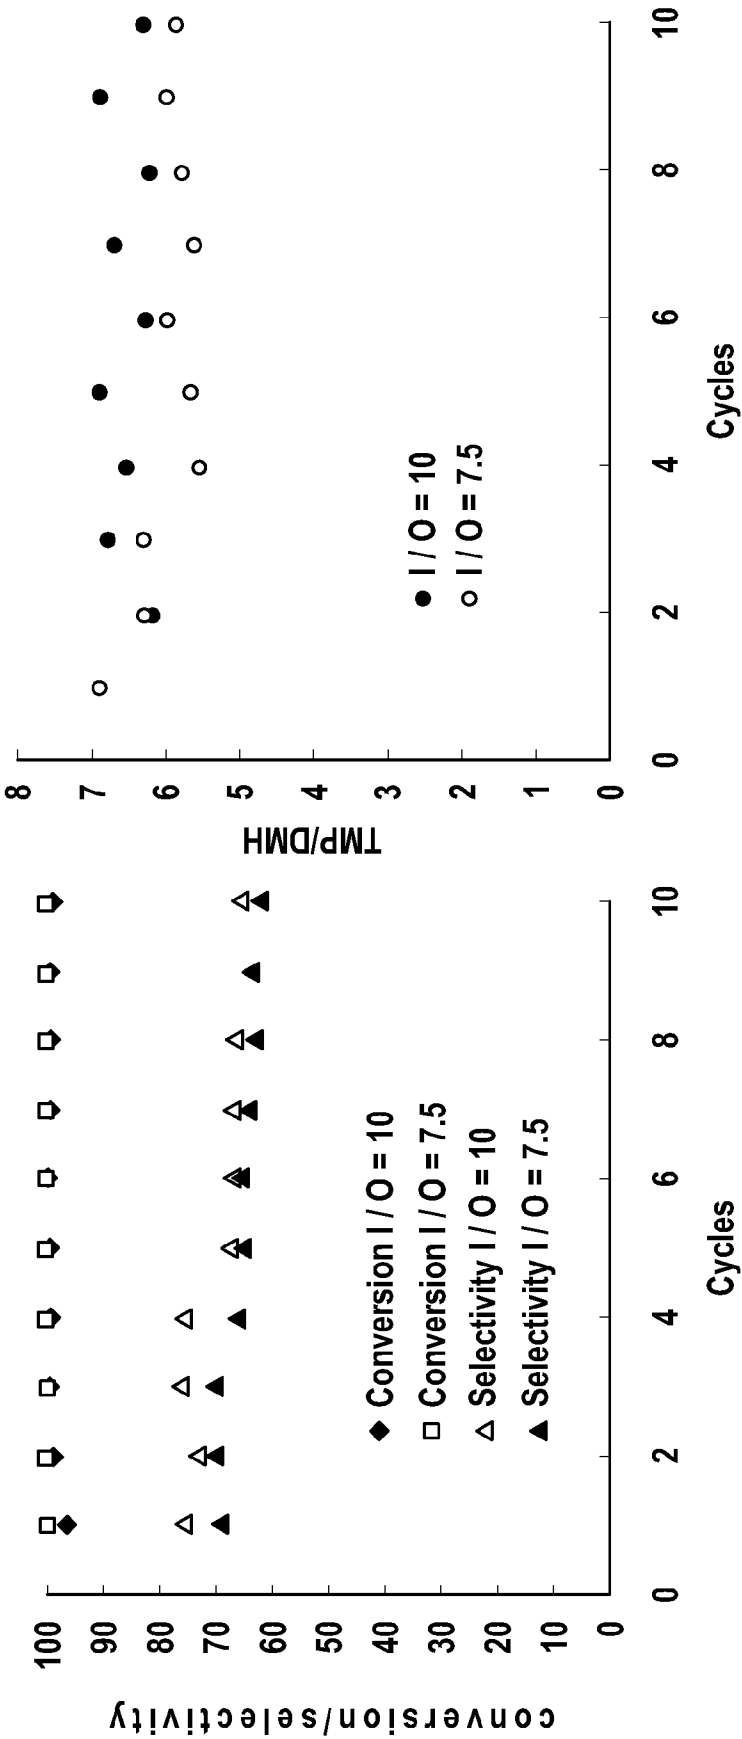 conversion/selectivity
100
90
80
70
60
50
40
30
20
10
0
Conversion I / O = 10
Conversion I / O = 7.5
Selectivity I / O = 10
Selectivity I / O = 7.5
0 2 4 6 8 10
Cycles
TMP/DMH
8
7
6
5
4
3
2
1
0
I / O = 10
I / O = 7.5
0 2 4 6 8 10
Cycles